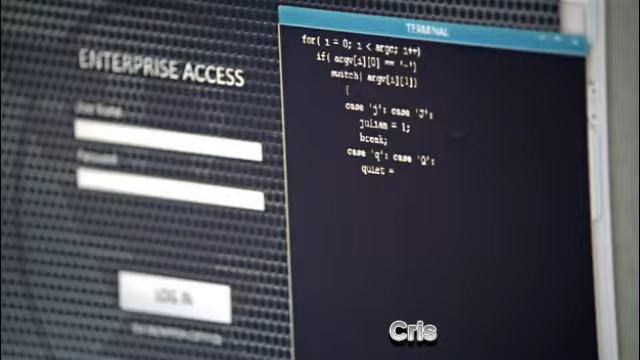 ENTERPRISE ACCESS
User Name
Password
LOG IN
TERMINAL
for( i = 0; i < argc; i++)
if( argv[i][0] == '-')
switch( argv[i][1])
{
case 'j': case 'J':
julian = 1;
break;
case 'q': case 'Q':
quiet =
Cris